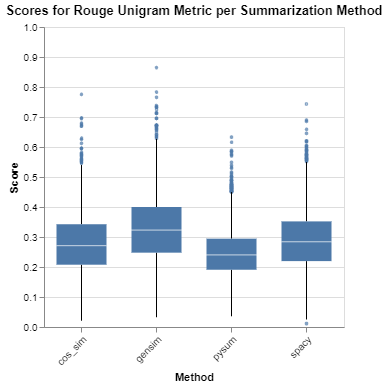 Scores for Rouge Unigram Metric per Summarization Method
1.0
0.9
0.8
0.7
0.6
0.5
0.4
0.3
0.2
0.1
0.0
Score
cos_sim
gensim
pysum
spacy
Method